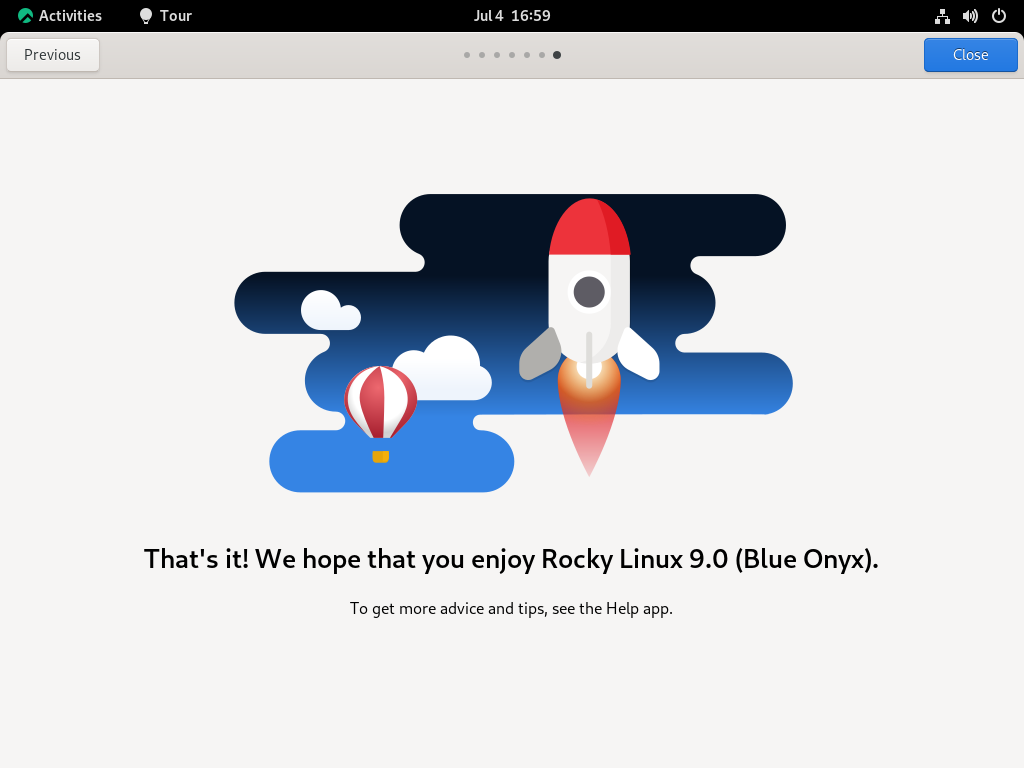 Activities Tour Jul 4 16:59
Previous Close
That's it! We hope that you enjoy Rocky Linux 9.0 (Blue Onyx).
To get more advice and tips, see the Help app.